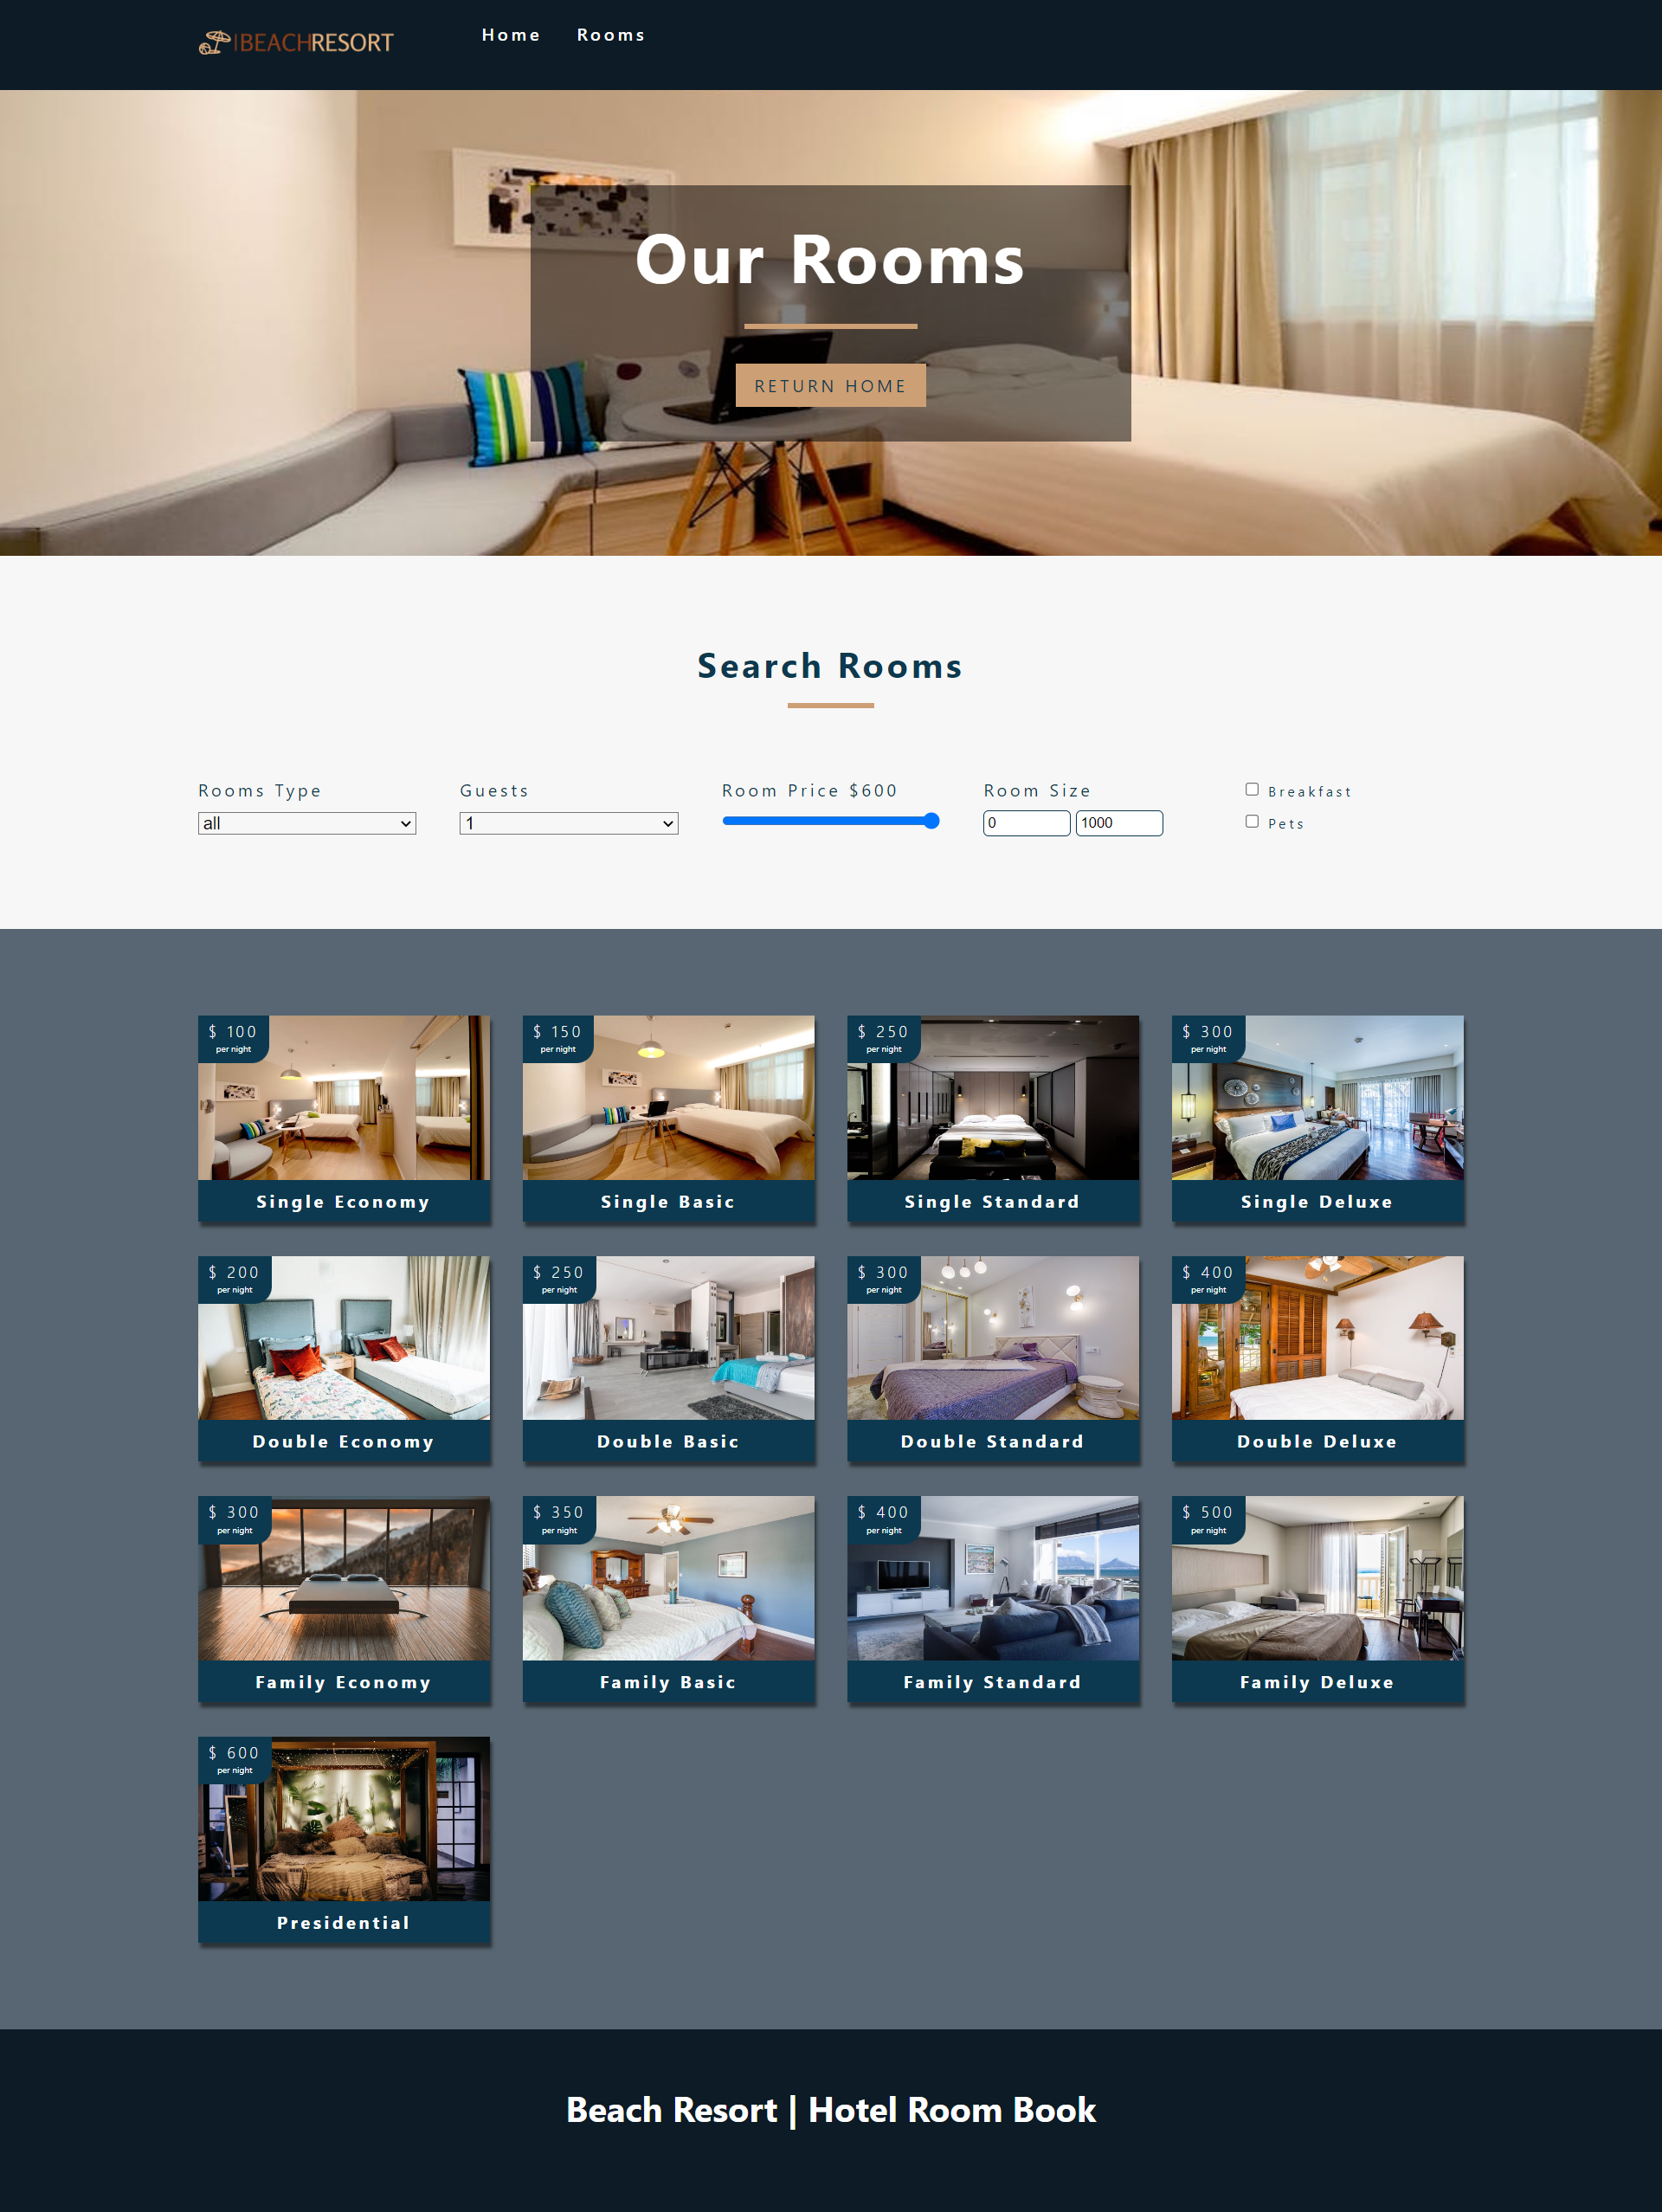 BEACHRESORT
Home
Rooms
Our Rooms
RETURN HOME
Search Rooms
Rooms Type
all
Guests
1
Room Price $600
Room Size
0
1000
Breakfast
Pets
$ 100
per night
Single Economy
$ 150
per night
Single Basic
$ 250
per night
Single Standard
$ 300
per night
Single Deluxe
$ 200
per night
Double Economy
$ 250
per night
Double Basic
$ 300
per night
Double Standard
$ 400
per night
Double Deluxe
$ 300
per night
Family Economy
$ 350
per night
Family Basic
$ 400
per night
Family Standard
$ 500
per night
Family Deluxe
$ 600
per night
Presidential
Beach Resort | Hotel Room Book